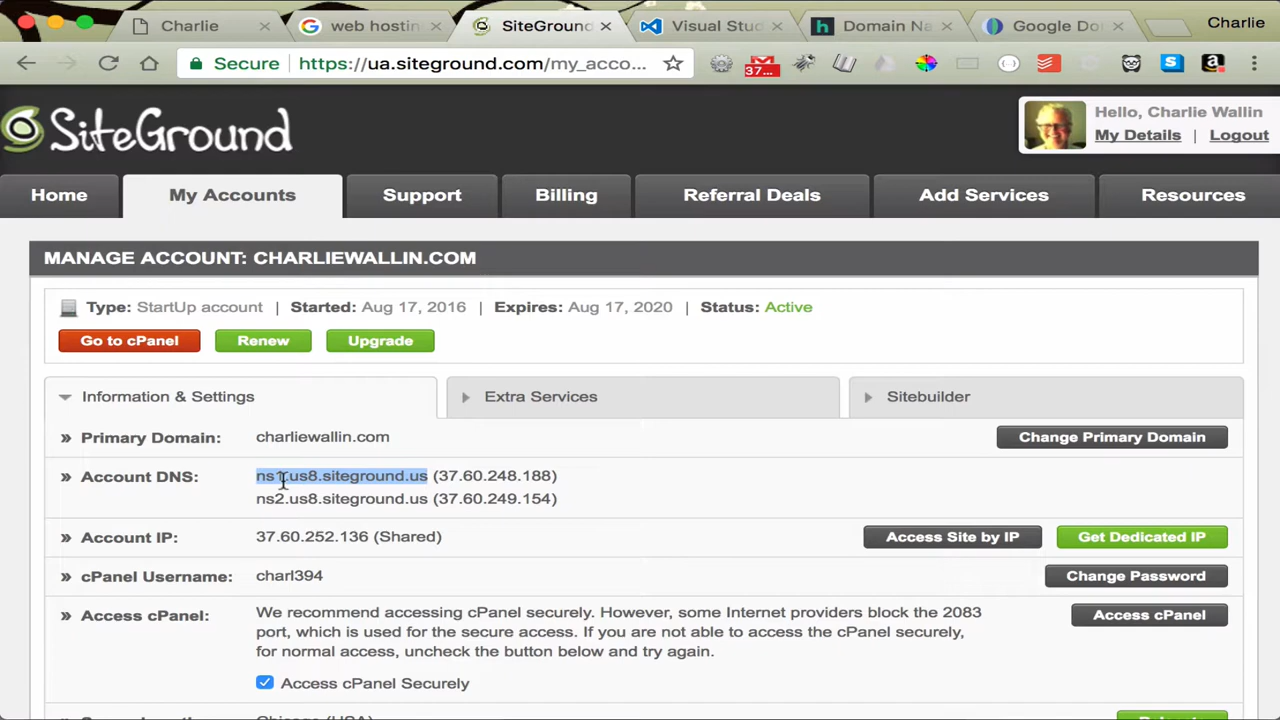 Charlie
web hostin
SiteGroun
Visual Stud
Domain Na
Google Do
Charlie
Secure
https://ua.siteground.com/my_acco...
37...
SiteGround
Hello, Charlie Wallin
My Details | Logout
Home
My Accounts
Support
Billing
Referral Deals
Add Services
Resources
MANAGE ACCOUNT: CHARLIEWALLIN.COM
Type: StartUp account | Started: Aug 17, 2016 | Expires: Aug 17, 2020 | Status: Active
Go to cPanel
Renew
Upgrade
Information & Settings
Extra Services
Sitebuilder
» Primary Domain: charliewallin.com
Change Primary Domain
» Account DNS: ns1.us8.siteground.us (37.60.248.188)
ns2.us8.siteground.us (37.60.249.154)
» Account IP: 37.60.252.136 (Shared)
Access Site by IP
Get Dedicated IP
» cPanel Username: charl394
Change Password
» Access cPanel: We recommend accessing cPanel securely. However, some Internet providers block the 2083
port, which is used for the secure access. If you are not able to access the cPanel securely,
for normal access, uncheck the button below and try again.
Access cPanel
Access cPanel Securely
Chicago (USA)